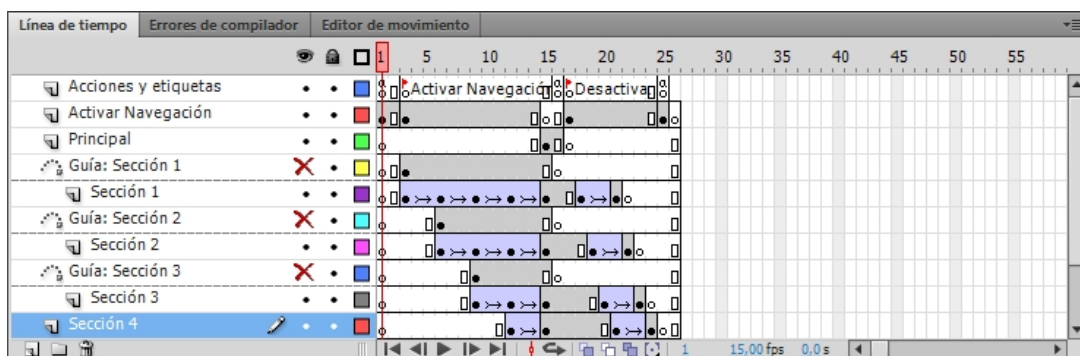 Línea de tiempo Errores de compilador Editor de movimiento
1 5 10 15 20 25 30 35 40 45 50 55
Acciones y etiquetas
Activar Navegación Desactiva
Activar Navegación
Principal
Guía: Sección 1
Sección 1
Guía: Sección 2
Sección 2
Guía: Sección 3
Sección 3
Sección 4
1 15,00 fps 0,0 s